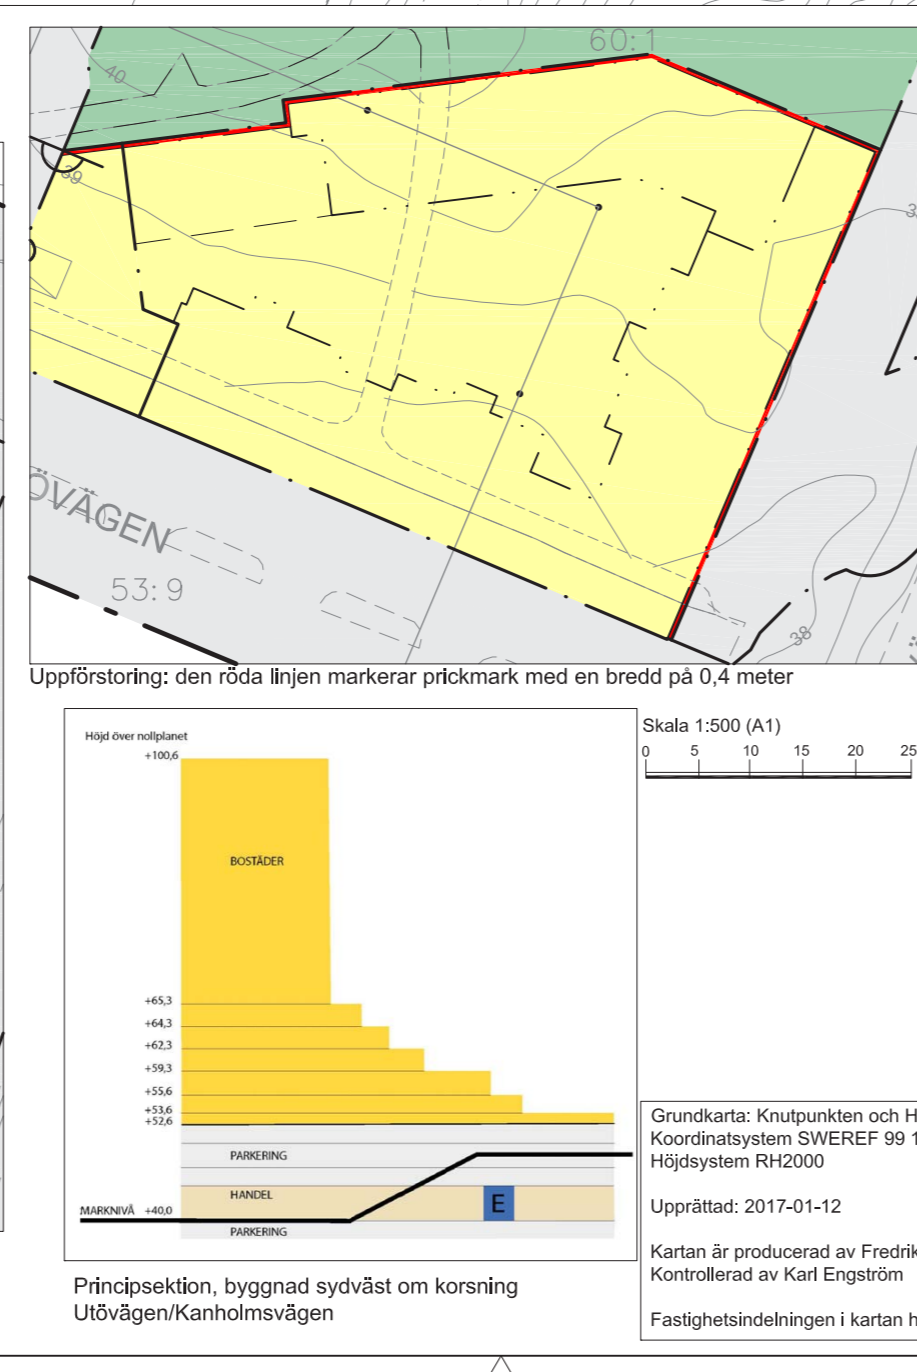 60:1
40
39
ÖVÄGEN
53:9
38
Uppförstoring: den röda linjen markerar prickmark med en bredd på 0,4 meter
Höjd över nollplanet
+100,6
BOSTÄDER
+65,3
+64,3
+62,3
+59,3
+55,6
+53,6
+52,6
PARKERING
HANDEL
E
MARKNIVÅ +40,0
PARKERING
Principsektion, byggnad sydväst om korsning
Utövägen/Kanholmsvägen
Skala 1:500 (A1)
0 5 10 15 20 25
Grundkarta: Knutpunkten och H
Koordinatsystem SWEREF 99 1
Höjdsystem RH2000
Upprättad: 2017-01-12
Kartan är producerad av Fredrik
Kontrollerad av Karl Engström
Fastighetsindelningen i kartan h